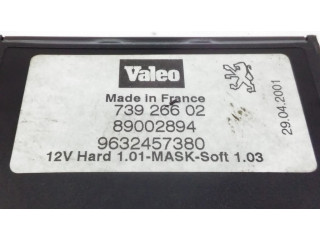 Valeo
Made in France
739 266 02
89002894
9632457380
12V Hard 1.01-MASK-Soft 1.03
29.04.2001